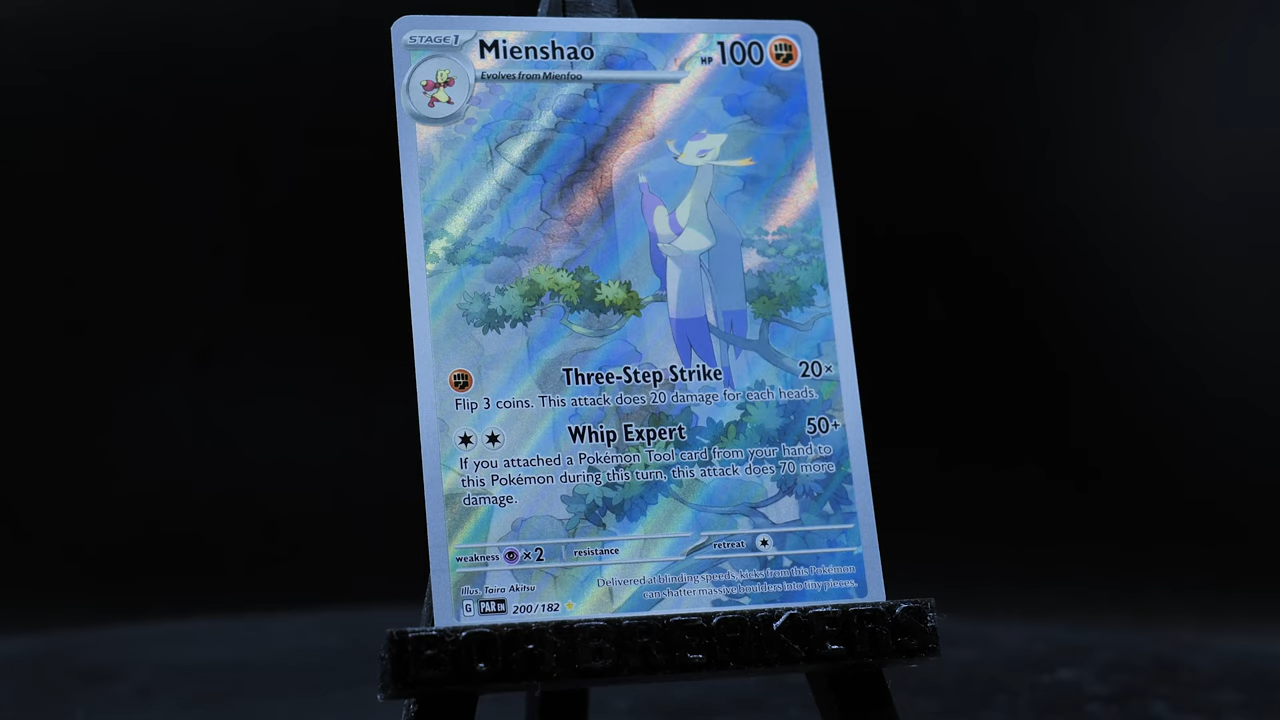 STAGE 1
Mienshao
HP 100
Evolves from Mienfoo
Three-Step Strike 20×
Flip 3 coins. This attack does 20 damage for each heads.
Whip Expert 50+
If you attached a Pokémon Tool card from your hand to
this Pokémon during this turn, this attack does 70 more
damage.
weakness ×2 resistance retreat
Illus. Taira Akitsu
Delivered at blinding speeds, kicks from this Pokémon
can shatter massive boulders into tiny pieces.
G PAR EN 200/182